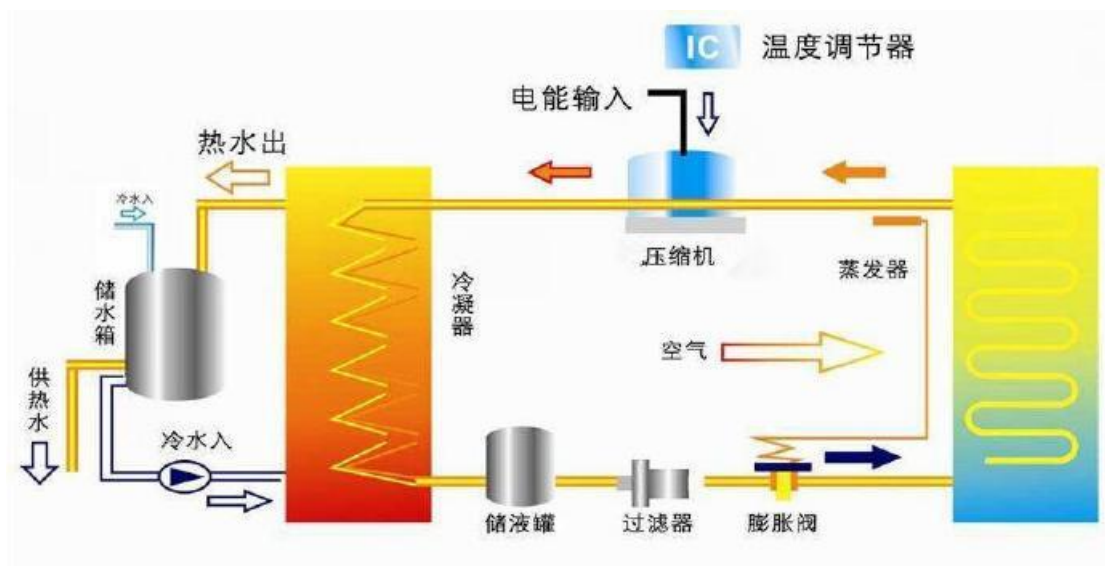 IC 温度调节器
电能输入
热水出
冷水入
压缩机
蒸发器
储水箱
冷凝器
空气
供热水
冷水入
储液罐
过滤器
膨胀阀